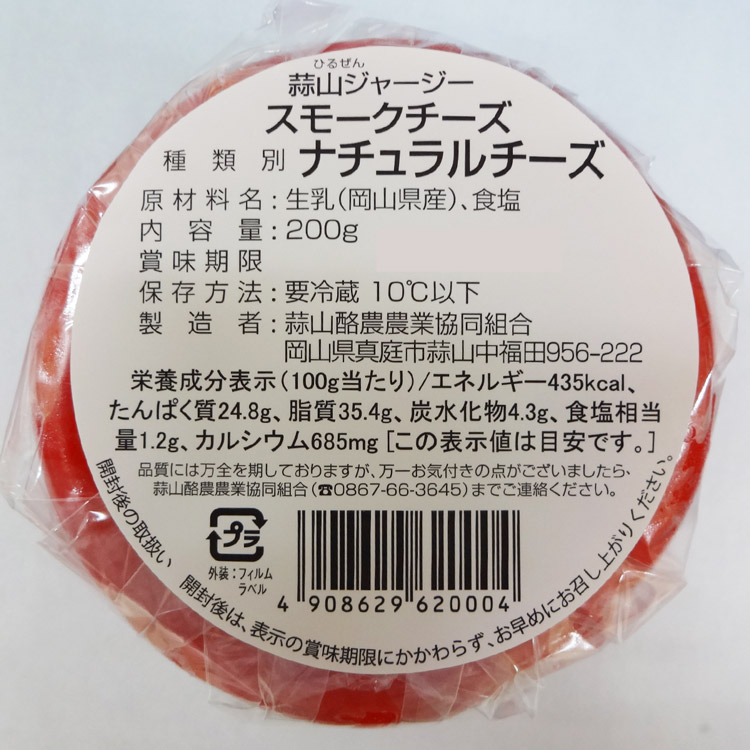 ひるぜん
蒜山ジャージー
スモークチーズ
種類別 ナチュラルチーズ
原材料名：生乳(岡山県産)、食塩
内容量：200g
賞味期限
保存方法：要冷蔵 10℃以下
製造者：蒜山酪農農業協同組合
岡山県真庭市蒜山中福田956-222
栄養成分表示(100g当たり)/エネルギー435kcal、
たんぱく質24.8g、脂質35.4g、炭水化物4.3g、食塩相当
量1.2g、カルシウム685mg [この表示値は目安です。]
品質には万全を期しておりますが、万一お気付きの点がございましたら、
蒜山酪農農業協同組合(☎0867-66-3645)までご連絡ください。
プラ
外装：フィルム
ラベル
4 908629 620004
開封後の取扱い
開封後は、表示の賞味期限にかかわらず、お早めにお召し上がりください。